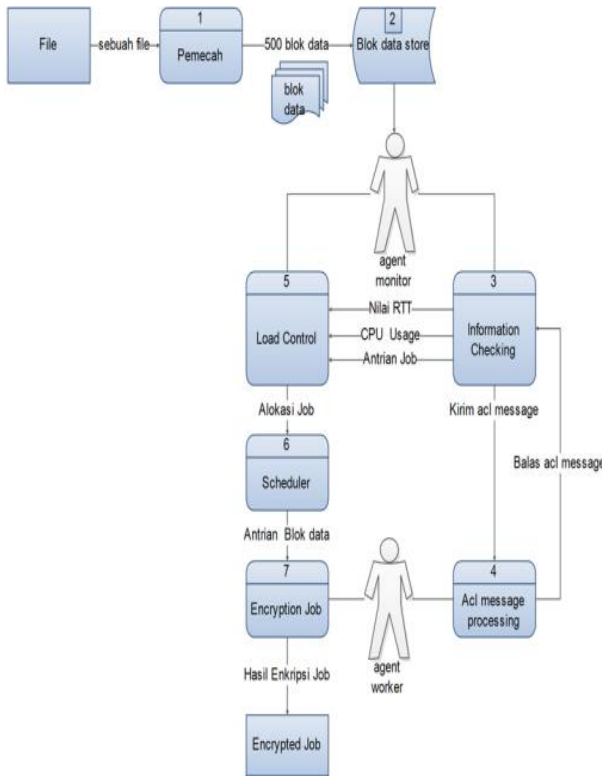 File
sebuah file
1
Pemecah
500 blok data
blok
data
2
Blok data store
agent
monitor
5
Load Control
Nilai RTT
CPU Usage
Antrian Job
3
Information
Checking
Alokasi Job
Kirim acl message
Balas acl message
6
Scheduler
Antrian Blok data
7
Encryption Job
agent
worker
4
Acl message
processing
Hasil Enkripsi Job
Encrypted Job